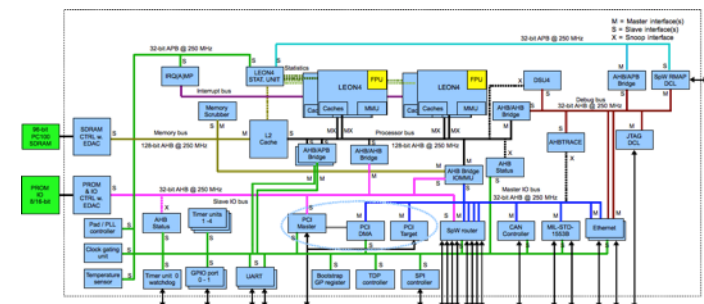 M = Master interface(s)
S = Slave interface(s)
X = Snoop interface
32-bit APB @ 250 MHz
32-bit APB @ 250 MHz
IRQ(A)MP
LEON4
STAT. UNIT
Statistics
FPU
LEON4
Caches
MMU
FPU
LEON4
Caches
MMU
DSU4
AHB/APB
Bridge
SpW RMAP
DCL
Interrupt bus
Memory
Scrubber
AHB/AHB
Bridge
Debug bus
32-bit AHB @ 250 MHz
96-bit
PC100
SDRAM
SDRAM
CTRL w.
EDAC
Memory bus
128-bit AHB @ 250 MHz
L2
Cache
Processor bus
128-bit AHB @ 250 MHz
AHB/APB
Bridge
AHB/AHB
Bridge
AHB Bridge
IOMMU
AHB
Status
AHBTRACE
JTAG
DCL
PROM
IO
8/16-bit
PROM
& IO
CTRL w.
EDAC
32-bit AHB @ 250 MHz
Slave IO bus
Master IO bus
32-bit AHB @ 250 MHz
Pad / PLL
controller
AHB
Status
Timer units
1 -4
PCI
Master
PCI
DMA
PCI
Target
SpW router
CAN
Controller
MIL-STD-
1553B
Ethernet
Clock-gating
unit
Temperature
sensor
Timer unit 0
watchdog
GPIO port
0 - 1
UART
Bootstrap
GP register
TDP
controller
SPI
controller